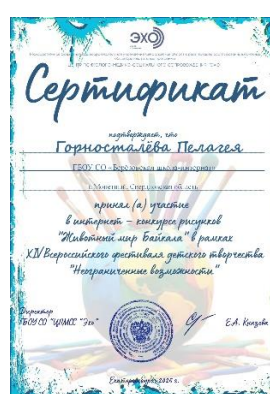 ЭХО
Сертификат
подтверждает, что
Горносталёва Пелагея
ГБОУ СО «Берёзовская школа-интернат»
п. Монетный, Свердловская область
принял (а) участие
в интернет – конкурсе рисунков
"Животный мир Байкала" в рамках
XIV Всероссийского фестиваля детского творчества
"Неограниченные возможности"
Директор
ГБОУ СО "ЦПМСС "Эхо"
Е.А. Князева
Екатеринбург 2026 г.